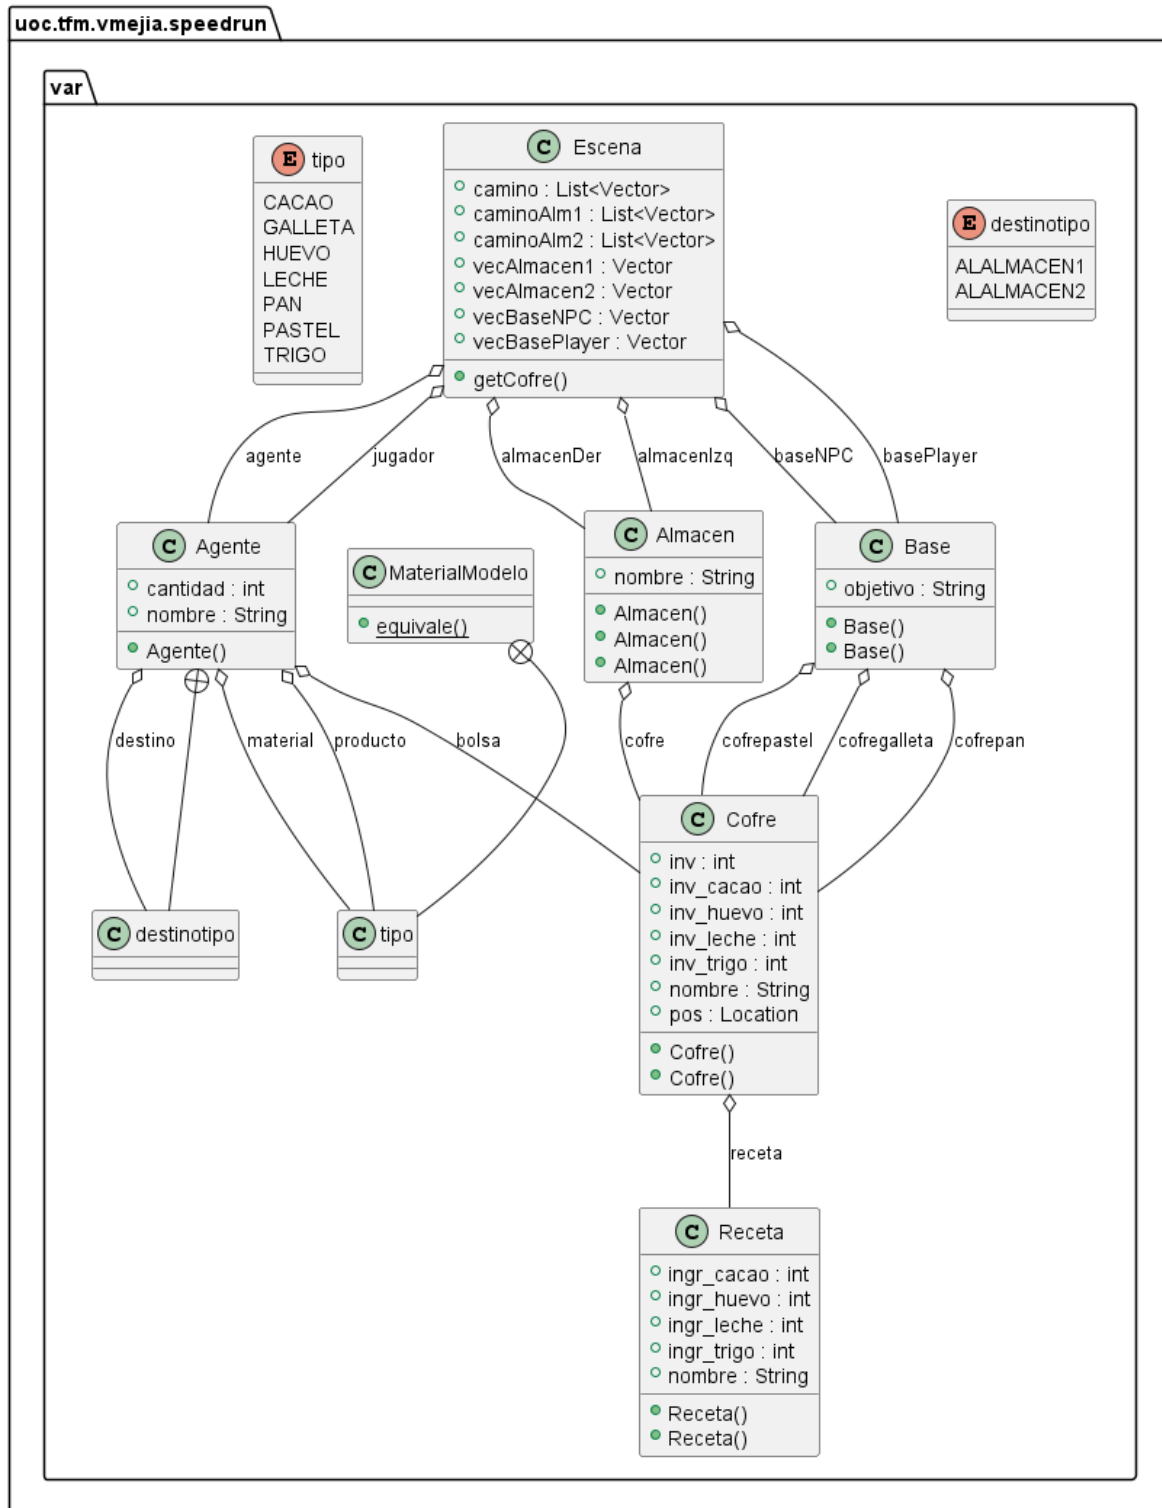 uoc.tfm.vmejia.speedrun
var
E tipo
CACAO
GALLETA
HUEVO
LECHE
PAN
PASTEL
TRIGO
C Escena
camino : List<Vector>
caminoAlm1 : List<Vector>
caminoAlm2 : List<Vector>
vecAlmacen1 : Vector
vecAlmacen2 : Vector
vecBaseNPC : Vector
vecBasePlayer : Vector
getCofre()
E destinotipo
ALALMACEN1
ALALMACEN2
agente
jugador
almacenDer
almacenIzq
baseNPC
basePlayer
C Agente
cantidad : int
nombre : String
Agente()
C MaterialModelo
equivale()
C Almacen
nombre : String
Almacen()
Almacen()
Almacen()
C Base
objetivo : String
Base()
Base()
destino
material
producto
bolsa
cofre
cofrepastel
cofregalleta
cofrepan
C destinotipo
C tipo
C Cofre
inv : int
inv_cacao : int
inv_huevo : int
inv_leche : int
inv_trigo : int
nombre : String
pos : Location
Cofre()
Cofre()
receta
C Receta
ingr_cacao : int
ingr_huevo : int
ingr_leche : int
ingr_trigo : int
nombre : String
Receta()
Receta()